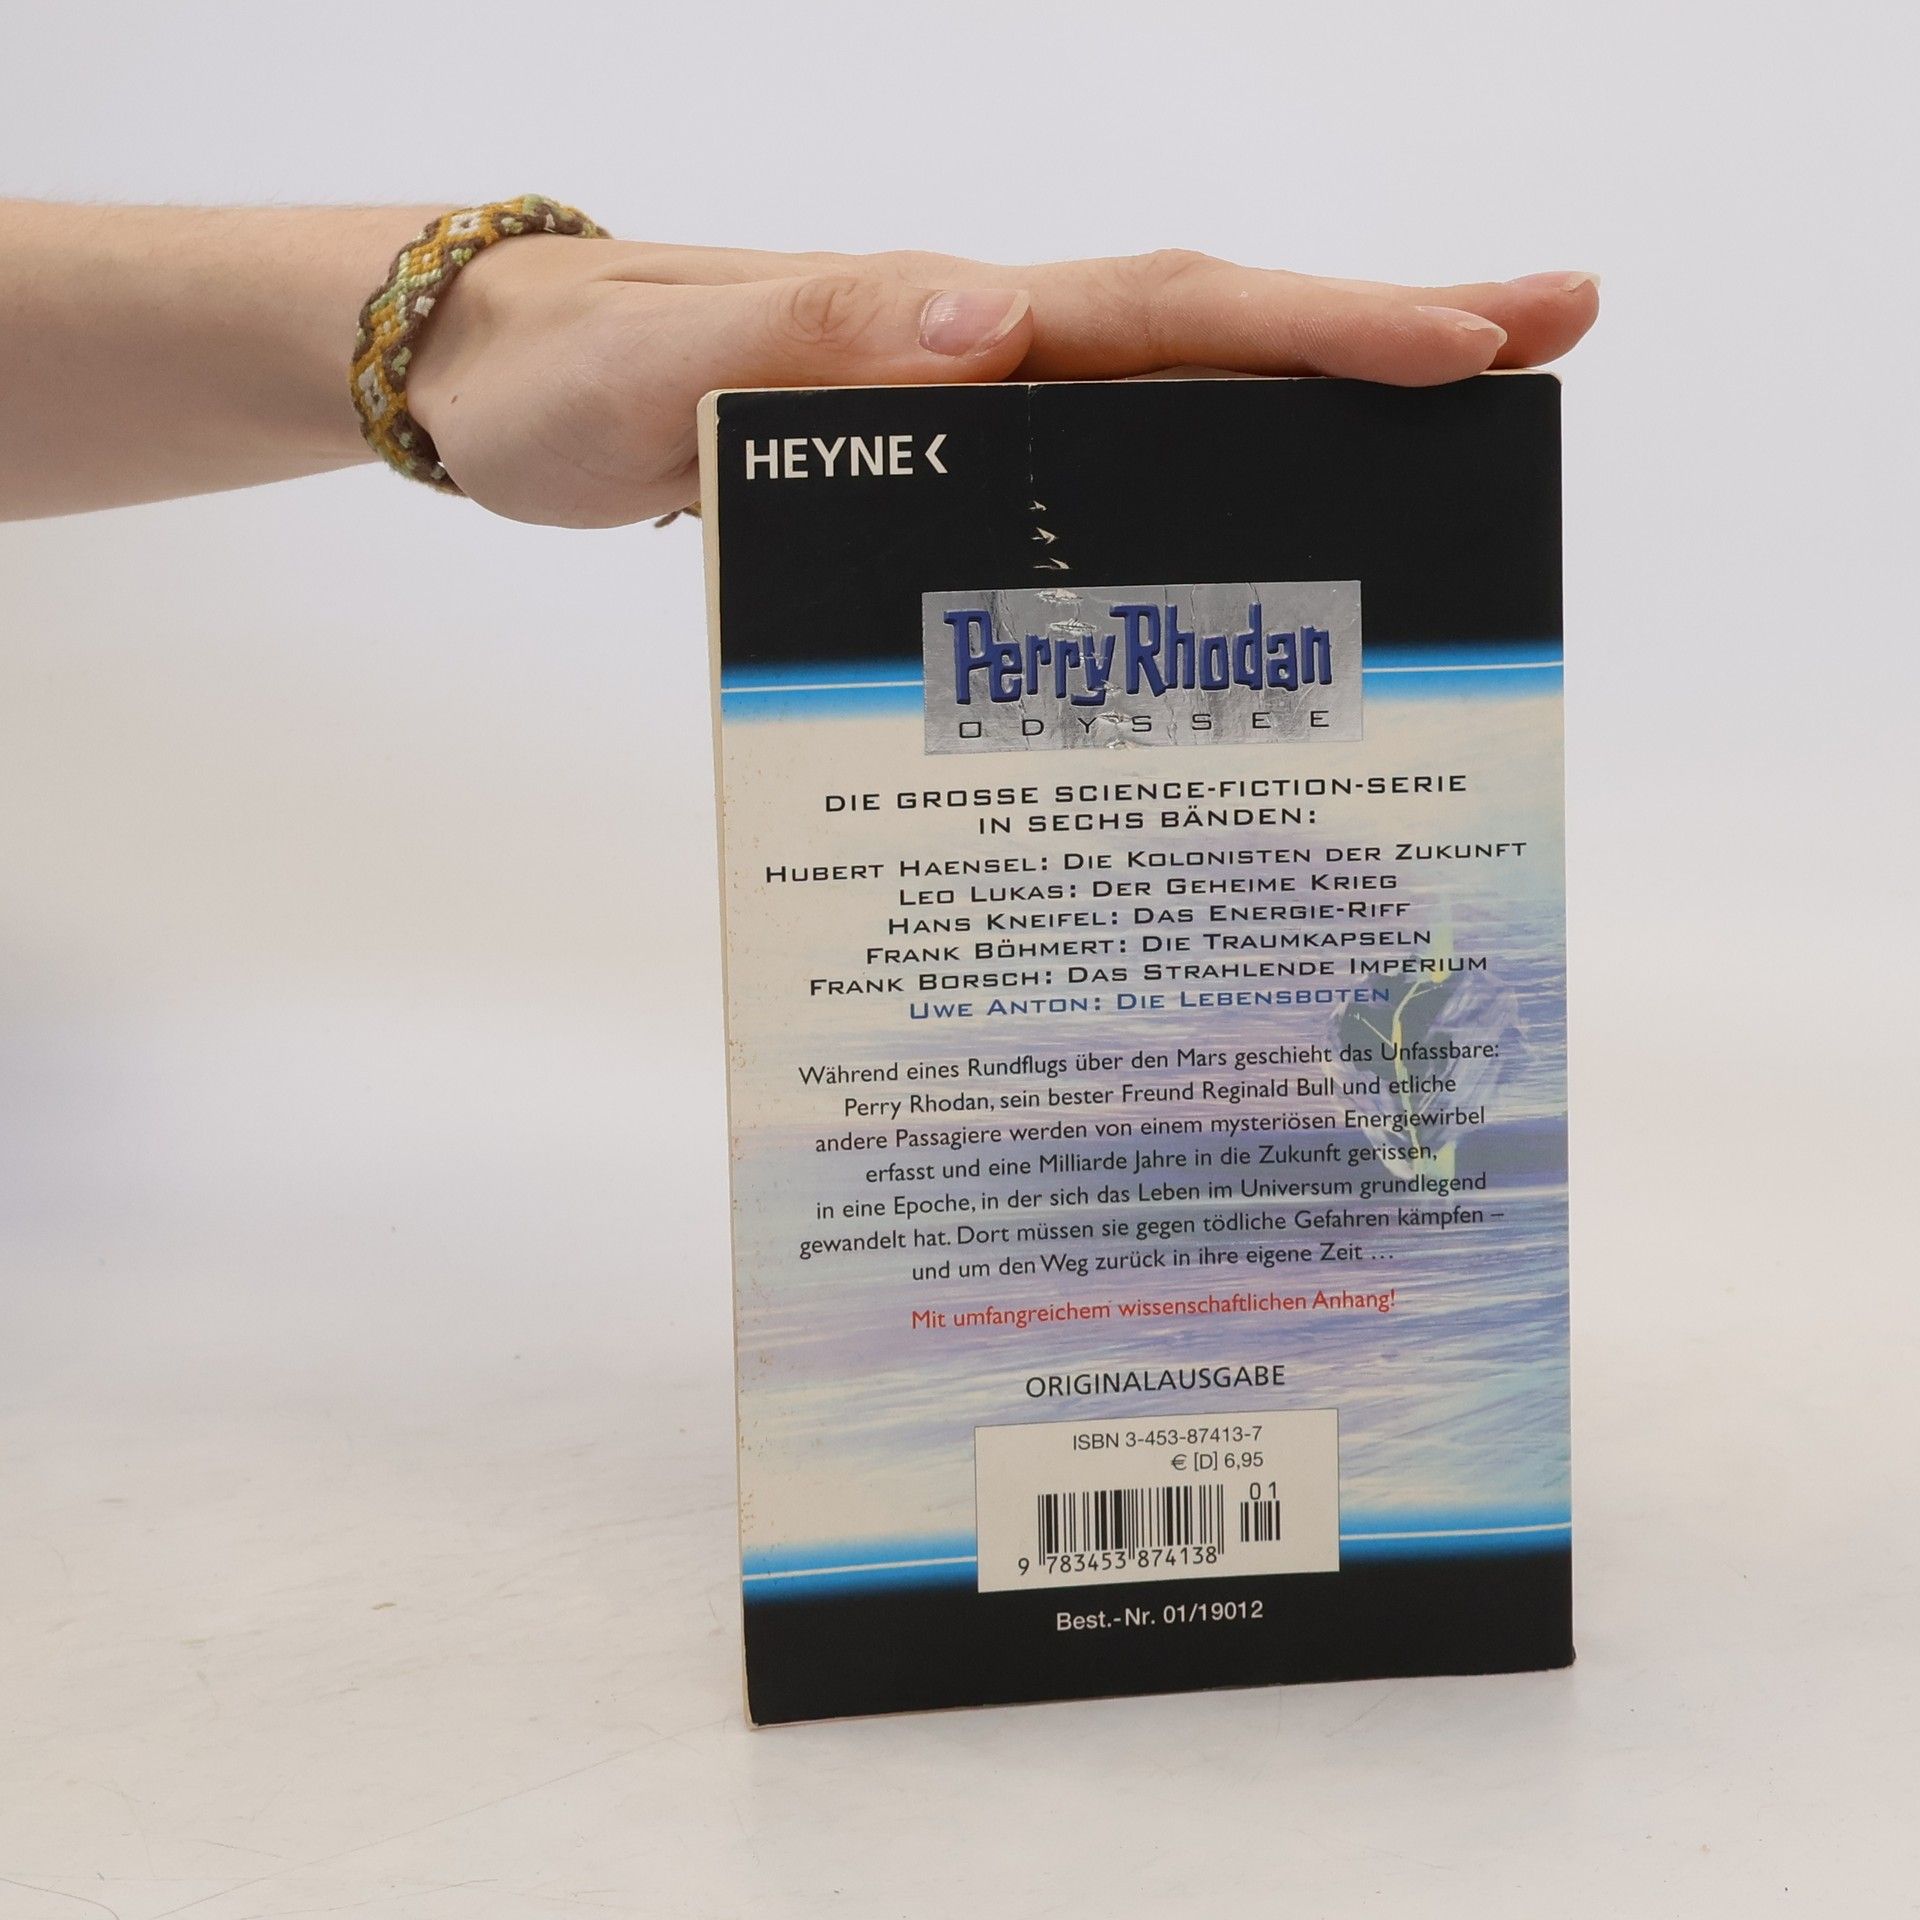 HEYNE
Perry Rhodan
ODYSSEE
DIE GROSSE SCIENCE-FICTION-SERIE
IN SECHS BÄNDEN:
HUBERT HAENSEL: DIE KOLONISTEN DER ZUKUNFT
LEO LUKAS: DER GEHEIME KRIEG
HANS KNEIFEL: DAS ENERGIE-RIFF
FRANK BÖHMERT: DIE TRAUMKAPSELN
FRANK BORSCH: DAS STRAHLENDE IMPERIUM
UWE ANTON: DIE LEBENSBOTEN
Während eines Rundflugs über den Mars geschieht das Unfassbare:
Perry Rhodan, sein bester Freund Reginald Bull und etliche
andere Passagiere werden von einem mysteriösen Energiewirbel
erfasst und eine Milliarde Jahre in die Zukunft gerissen,
in eine Epoche, in der sich das Leben im Universum grundlegend
gewandelt hat. Dort müssen sie gegen tödliche Gefahren kämpfen –
und um den Weg zurück in ihre eigene Zeit ...
Mit umfangreichem wissenschaftlichen Anhang!
ORIGINALAUSGABE
ISBN 3-453-87413-7
€ [D] 6,95
01
9 783453 874138
Best.-Nr. 01/19012